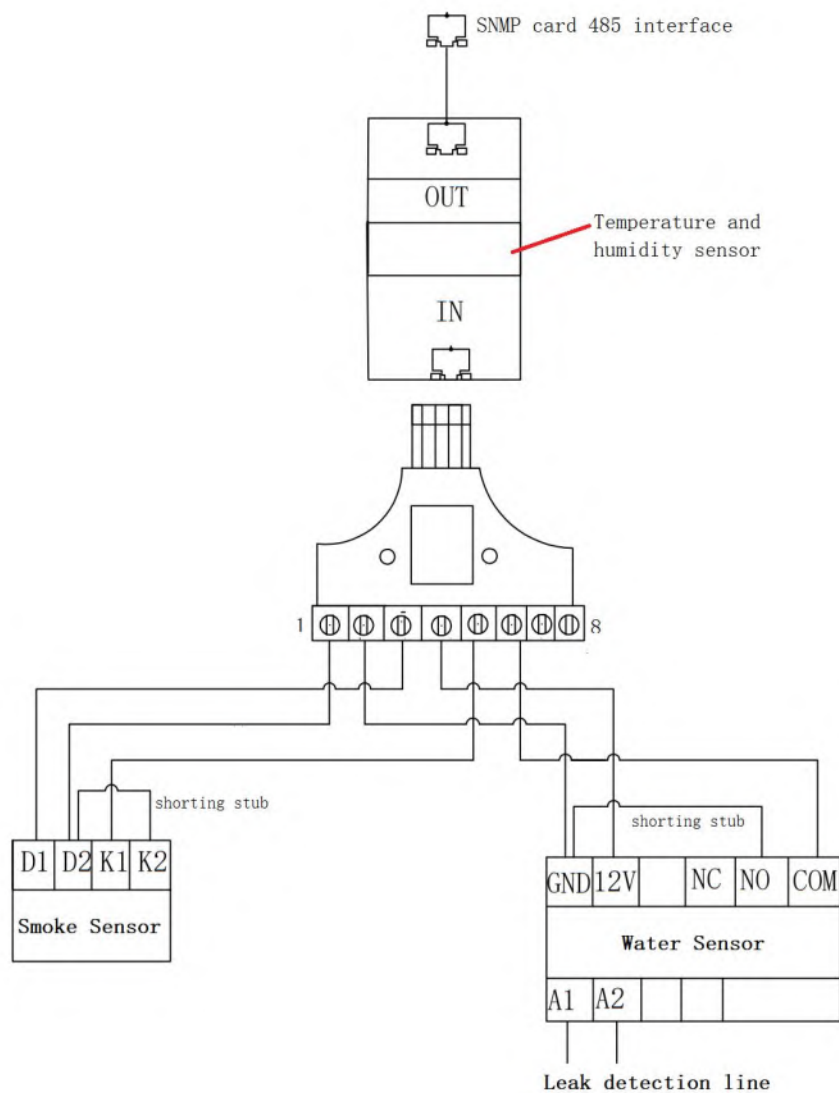 SNMP card 485 interface
OUT
Temperature and
humidity sensor
IN
1 8
shorting stub
D1 D2 K1 K2
Smoke Sensor
shorting stub
GND 12V NC NO COM
Water Sensor
A1 A2
Leak detection line